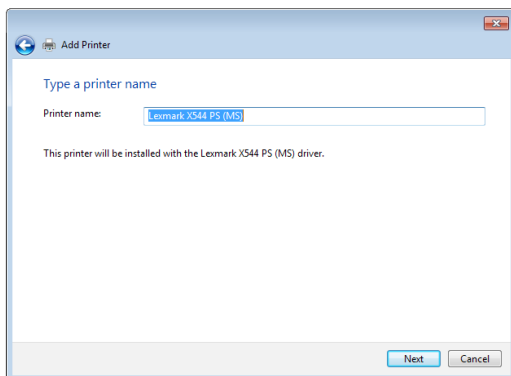 Add Printer
Type a printer name
Printer name: Lexmark X544 PS (MS)
This printer will be installed with the Lexmark X544 PS (MS) driver.
Next Cancel